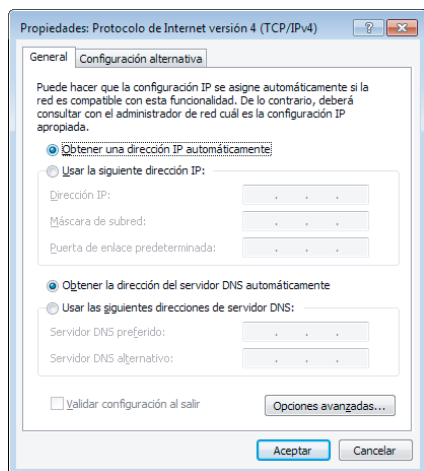 Propiedades: Protocolo de Internet versión 4 (TCP/IPv4)
General
Configuración alternativa
Puede hacer que la configuración IP se asigne automáticamente si la
red es compatible con esta funcionalidad. De lo contrario, deberá
consultar con el administrador de red cuál es la configuración IP
apropiada.
Obtener una dirección IP automáticamente
Usar la siguiente dirección IP:
Dirección IP:
Máscara de subred:
Puerta de enlace predeterminada:
Obtener la dirección del servidor DNS automáticamente
Usar las siguientes direcciones de servidor DNS:
Servidor DNS preferido:
Servidor DNS alternativo:
Validar configuración al salir
Opciones avanzadas...
Aceptar
Cancelar